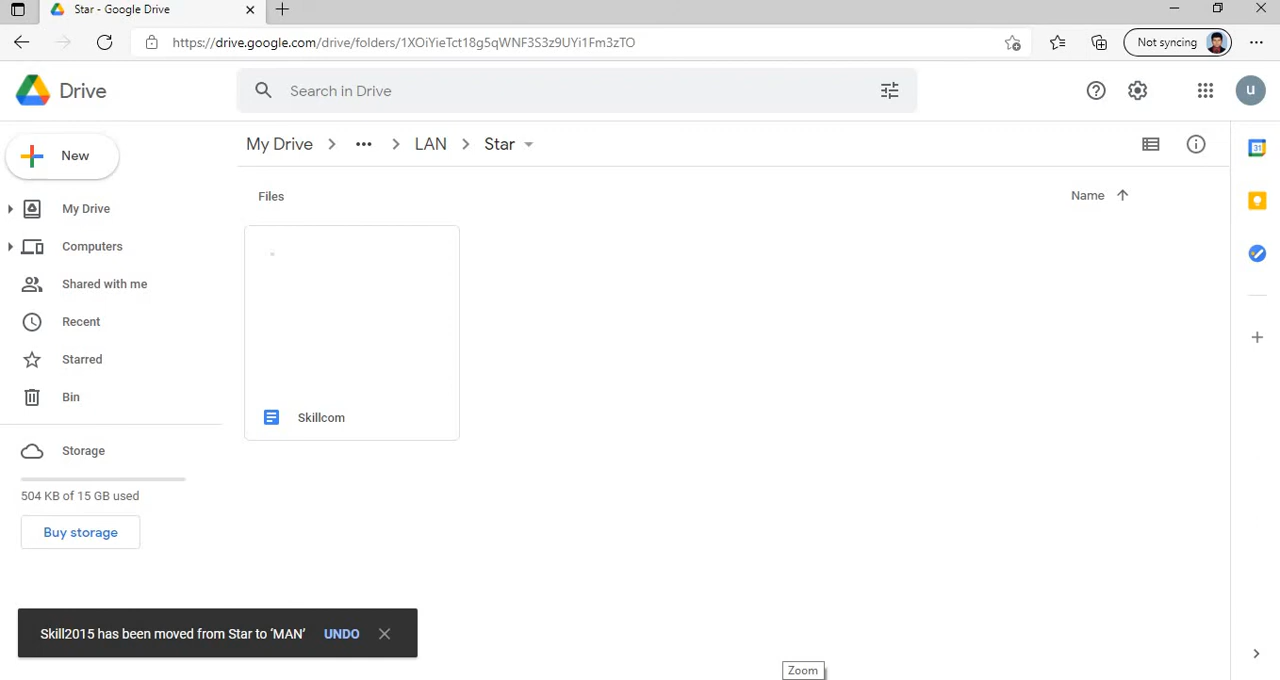 Star - Google Drive
https://drive.google.com/drive/folders/1XOiYieTct18g5qWNF3S3z9UYi1Fm3zTO
Not syncing
Drive
Search in Drive
u
New
My Drive > ... > LAN > Star
31
Files
Name
My Drive
Computers
Shared with me
Recent
Starred
Bin
Skillcom
Storage
504 KB of 15 GB used
Buy storage
Skill2015 has been moved from Star to ‘MAN’ UNDO
Zoom